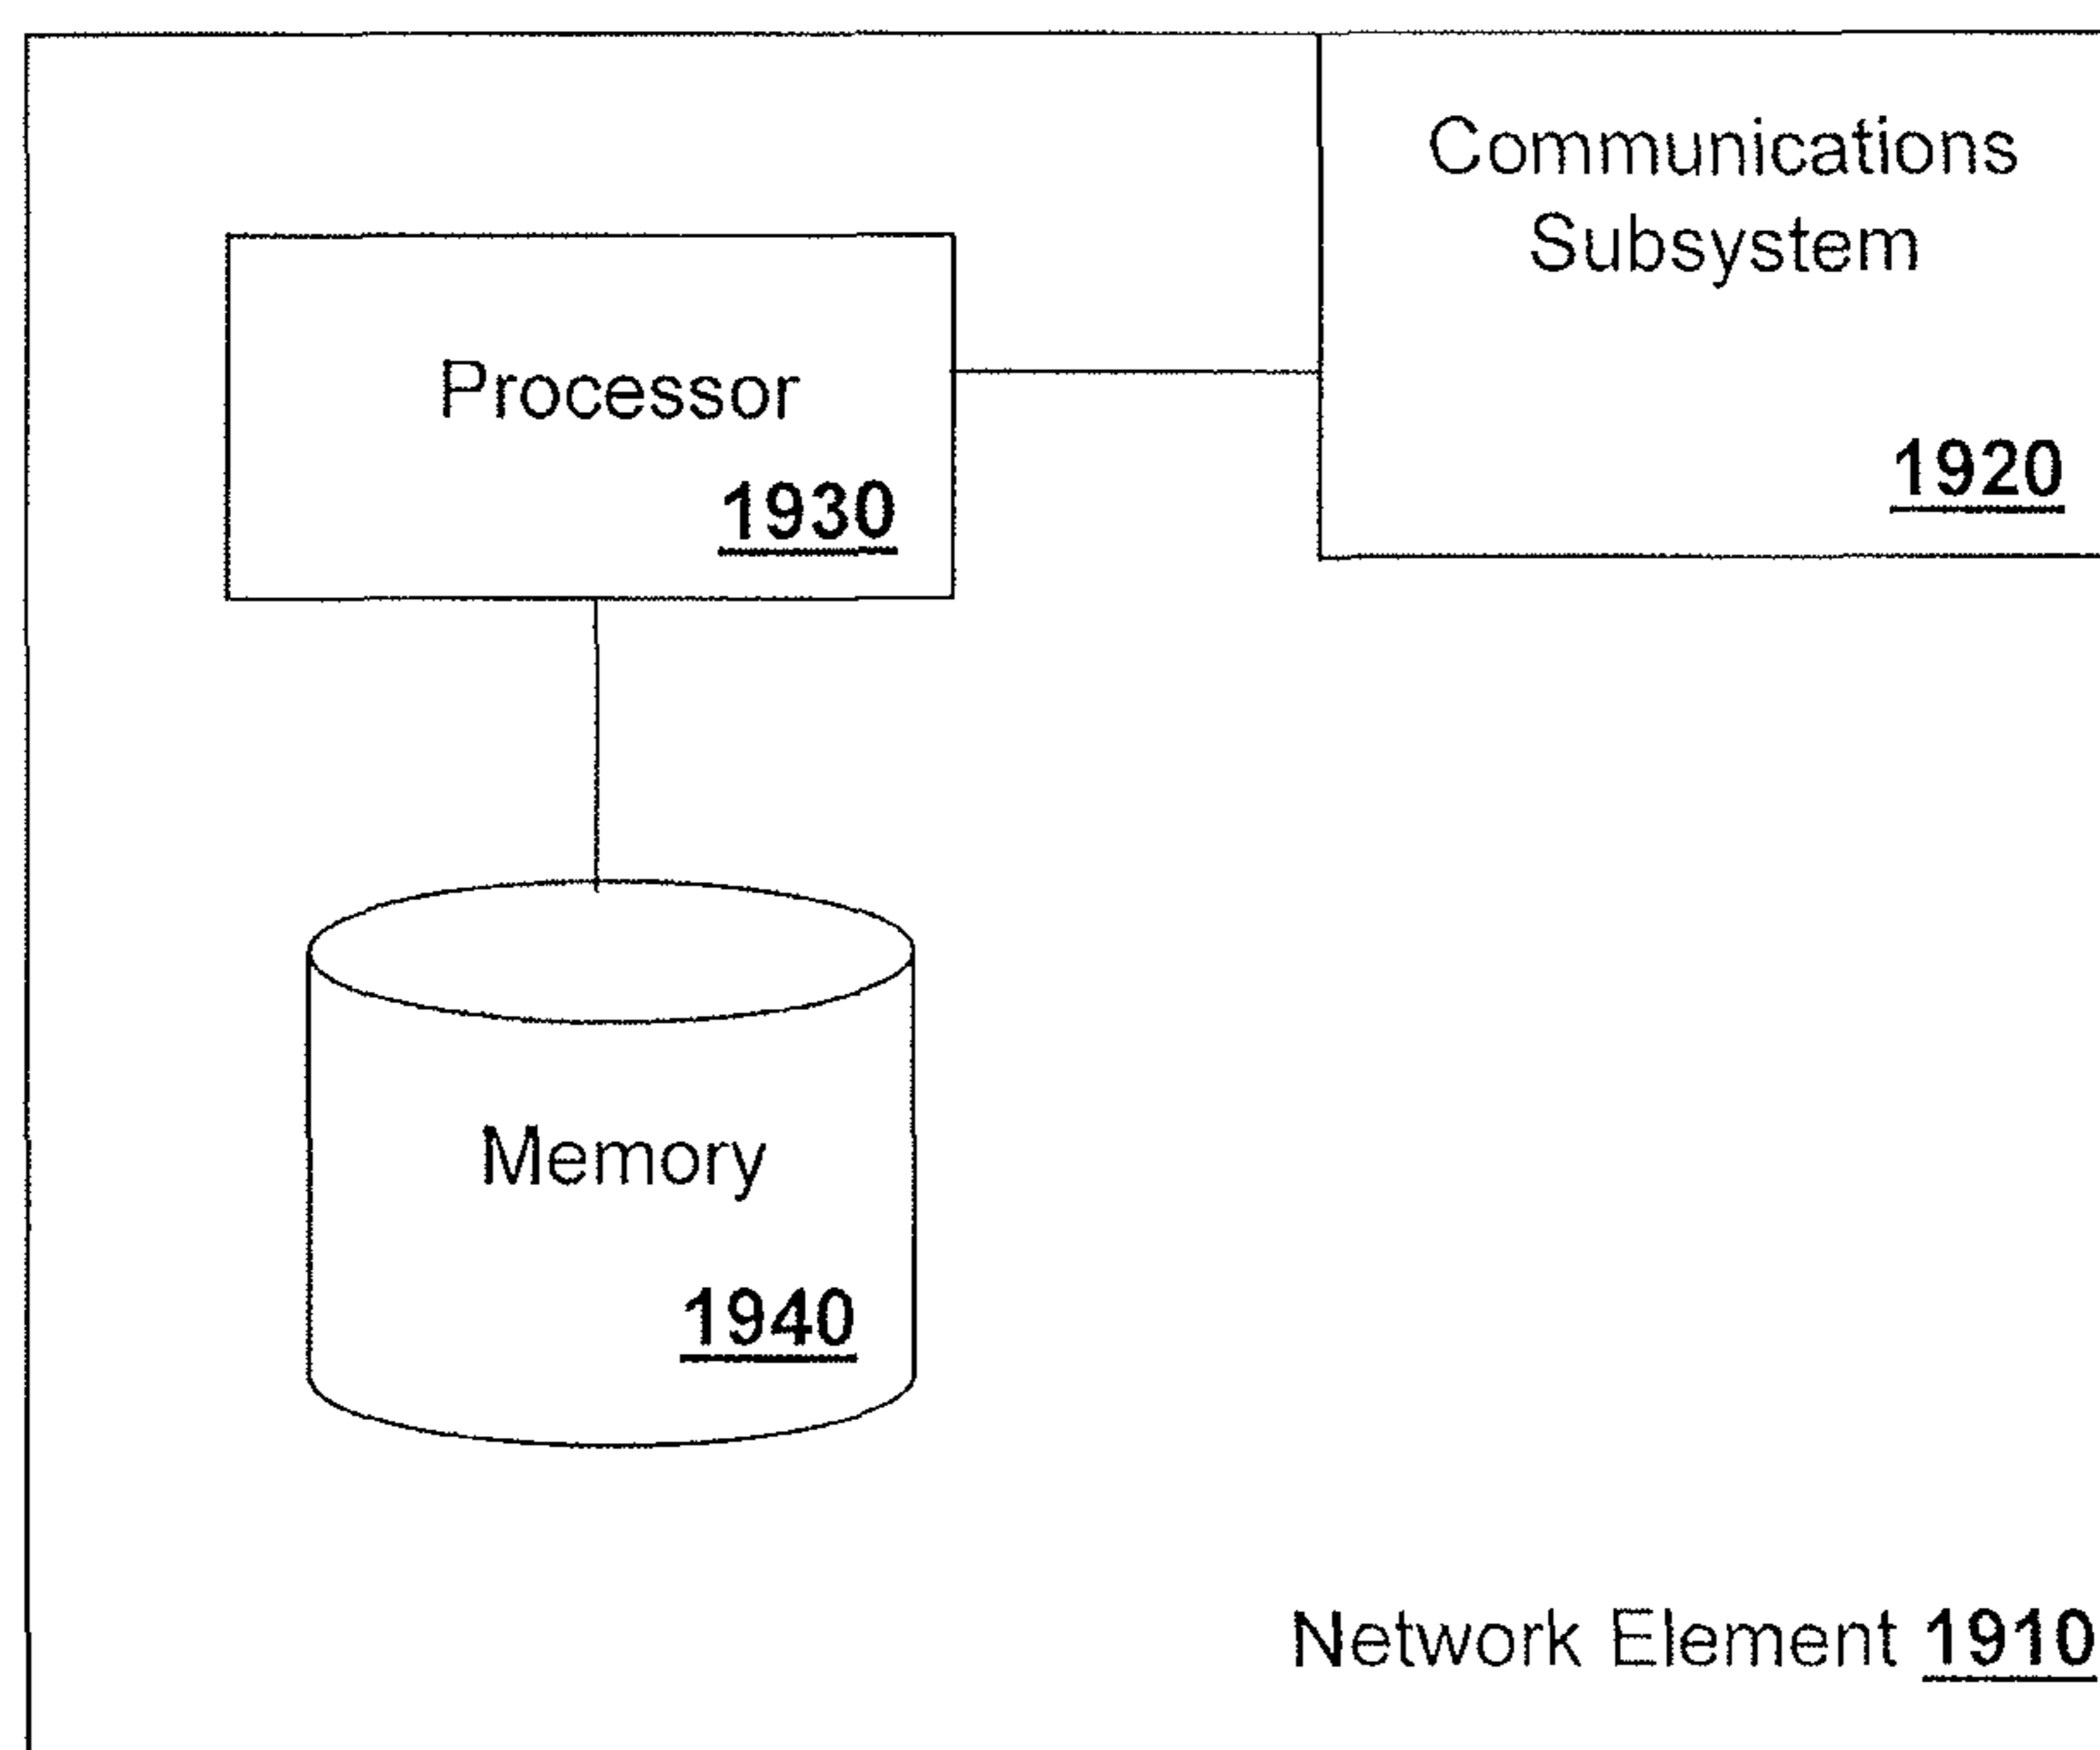 Communications
Subsystem
1920
Processor
1930
Memory
1940
Network Element 1910